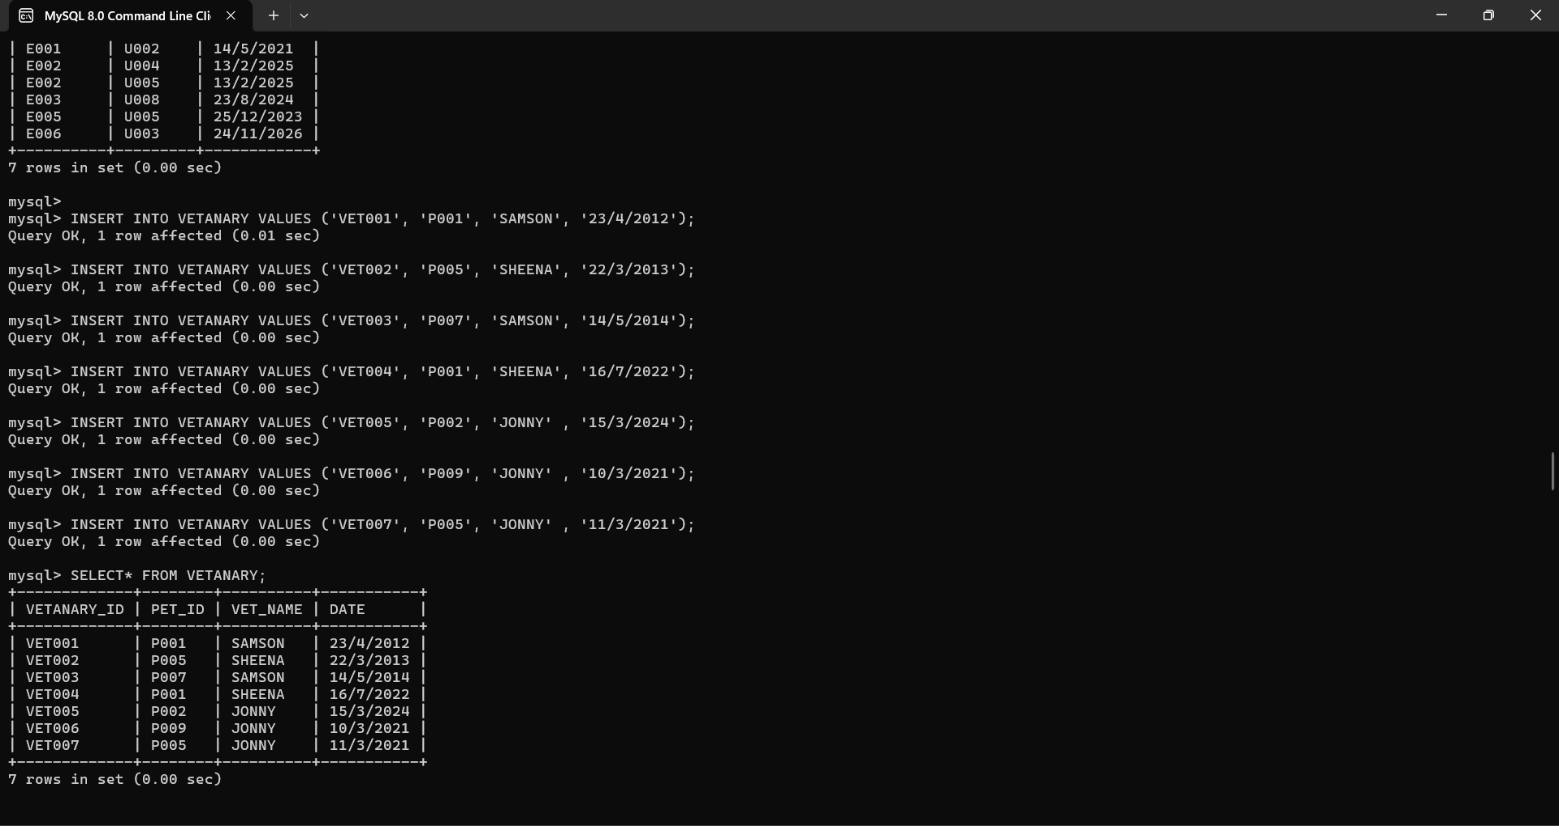 MySQL 8.0 Command Line Cli
| E001     | U002    | 14/5/2021  |
| E002     | U004    | 13/2/2025  |
| E002     | U005    | 13/2/2025  |
| E003     | U008    | 23/8/2024  |
| E005     | U005    | 25/12/2023 |
| E006     | U003    | 24/11/2026 |
+----------+---------+------------+
7 rows in set (0.00 sec)
mysql>
mysql> INSERT INTO VETANARY VALUES ('VET001', 'P001', 'SAMSON', '23/4/2012');
Query OK, 1 row affected (0.01 sec)
mysql> INSERT INTO VETANARY VALUES ('VET002', 'P005', 'SHEENA', '22/3/2013');
Query OK, 1 row affected (0.00 sec)
mysql> INSERT INTO VETANARY VALUES ('VET003', 'P007', 'SAMSON', '14/5/2014');
Query OK, 1 row affected (0.00 sec)
mysql> INSERT INTO VETANARY VALUES ('VET004', 'P001', 'SHEENA', '16/7/2022');
Query OK, 1 row affected (0.00 sec)
mysql> INSERT INTO VETANARY VALUES ('VET005', 'P002', 'JONNY' , '15/3/2024');
Query OK, 1 row affected (0.00 sec)
mysql> INSERT INTO VETANARY VALUES ('VET006', 'P009', 'JONNY' , '10/3/2021');
Query OK, 1 row affected (0.00 sec)
mysql> INSERT INTO VETANARY VALUES ('VET007', 'P005', 'JONNY' , '11/3/2021');
Query OK, 1 row affected (0.00 sec)
mysql> SELECT* FROM VETANARY;
+-------------+--------+----------+-----------+
| VETANARY_ID | PET_ID | VET_NAME | DATE      |
+-------------+--------+----------+-----------+
| VET001      | P001   | SAMSON   | 23/4/2012 |
| VET002      | P005   | SHEENA   | 22/3/2013 |
| VET003      | P007   | SAMSON   | 14/5/2014 |
| VET004      | P001   | SHEENA   | 16/7/2022 |
| VET005      | P002   | JONNY    | 15/3/2024 |
| VET006      | P009   | JONNY    | 10/3/2021 |
| VET007      | P005   | JONNY    | 11/3/2021 |
+-------------+--------+----------+-----------+
7 rows in set (0.00 sec)